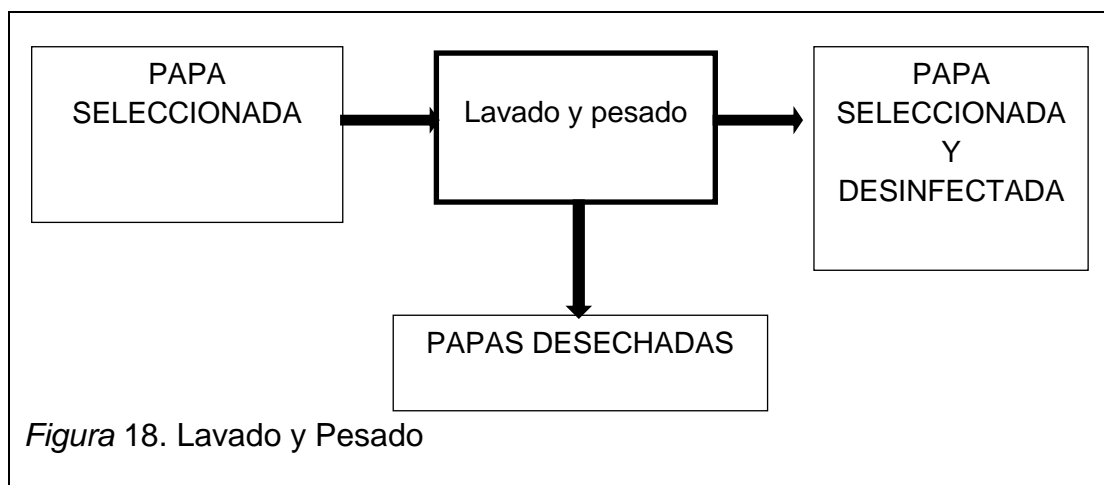 PAPA
SELECCIONADA
Lavado y pesado
PAPA
SELECCIONADA
Y
DESINFECTADA
PAPAS DESECHADAS
Figura 18. Lavado y Pesado